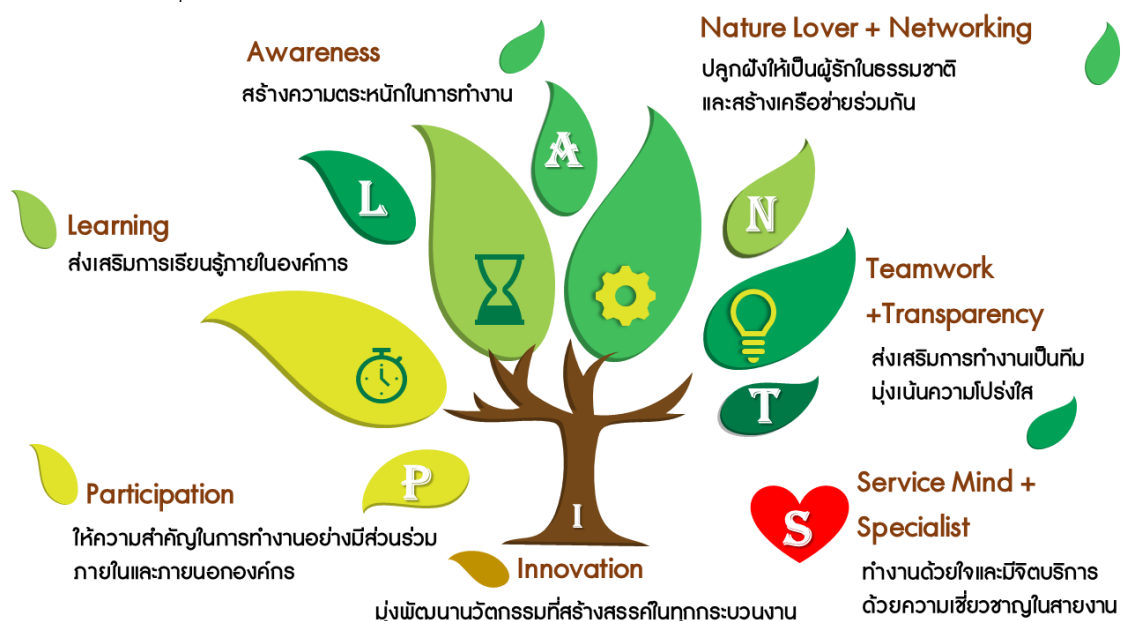 Awareness
สร้างความตระหนักในการทำงาน
Nature Lover + Networking
ปลูกฝังให้เป็นผู้รักในธรรมชาติ
และสร้างเครือข่ายร่วมกัน
A
L
N
Learning
ส่งเสริมการเรียนรู้ภายในองค์การ
Teamwork
+Transparency
ส่งเสริมการทำงานเป็นทีม
มุ่งเน้นความโปร่งใส
T
P
Participation
ให้ความสำคัญในการทำงานอย่างมีส่วนร่วม
ภายในและภายนอกองค์กร
I
Innovation
มุ่งพัฒนานวัตกรรมที่สร้างสรรค์ในทุกกระบวนงาน
S
Service Mind +
Specialist
ทำงานด้วยใจและมีจิตบริการ
ด้วยความเชี่ยวชาญในสายงาน